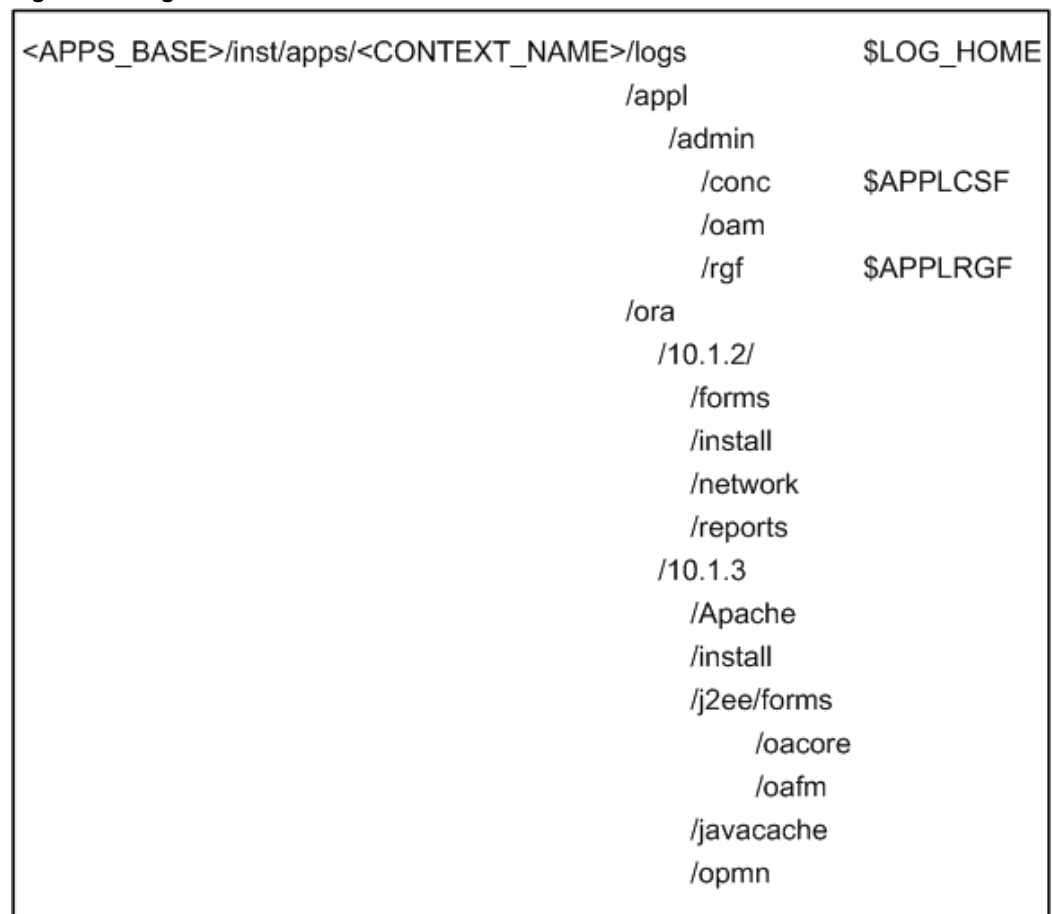 <APPS_BASE>/inst/apps/<CONTEXT_NAME>/logs $LOG_HOME
/appl
/admin
/conc $APPLCSF
/oam
/rgf $APPLRGF
/ora
/10.1.2/
/forms
/install
/network
/reports
/10.1.3
/Apache
/install
/j2ee/forms
/oacore
/oafm
/javacache
/opmn